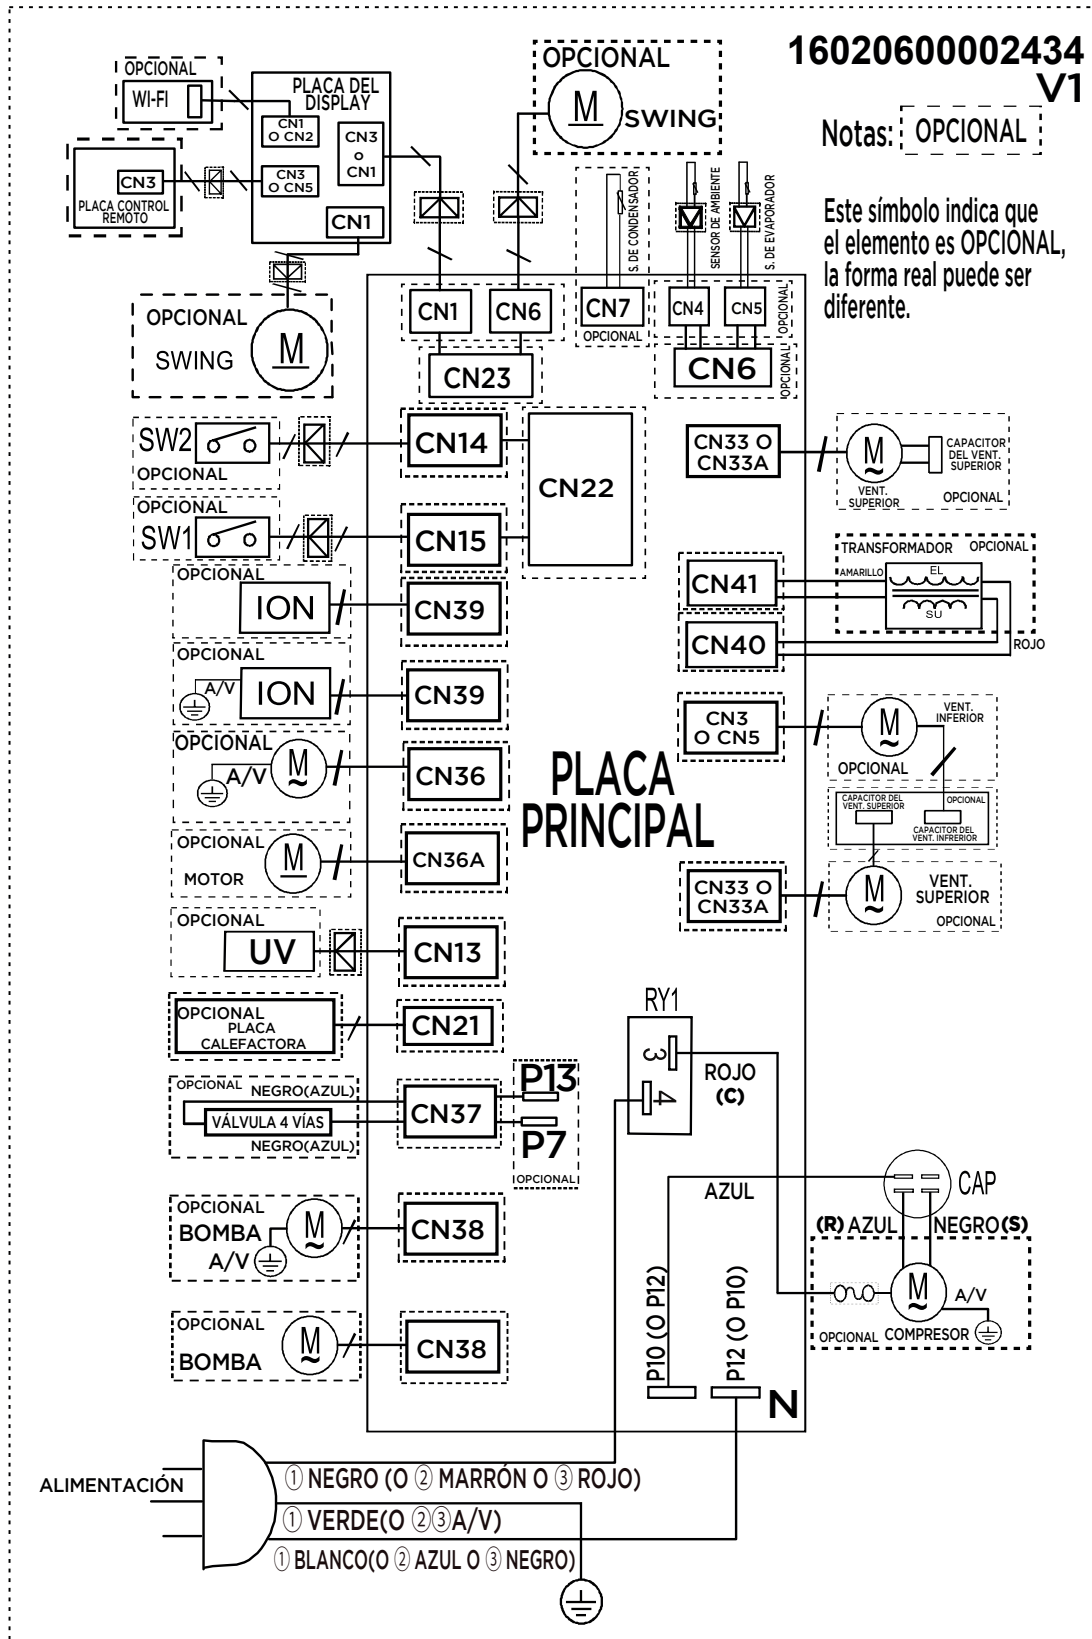 16020600002434
V1
Notas: OPCIONAL
Este símbolo indica que
el elemento es OPCIONAL,
la forma real puede ser
diferente.
OPCIONAL
WI-FI
PLACA DEL
DISPLAY
CN1
O CN2
CN3
o
CN1
CN3
PLACA CONTROL
REMOTO
CN3
O CN5
CN1
OPCIONAL
M
SWING
OPCIONAL
SWING
M
S. DE CONDENSADOR
SENSOR DE AMBIENTE
S. DE EVAPORADOR
CN1
CN6
CN7
OPCIONAL
CN4
CN5
OPCIONAL
CN23
CN6
OPCIONAL
SW2
OPCIONAL
CN14
CN22
OPCIONAL
SW1
CN15
OPCIONAL
ION
CN39
OPCIONAL
A/V
ION
CN39
OPCIONAL
A/V
M
~
CN36
OPCIONAL
MOTOR
M
CN36A
OPCIONAL
UV
CN13
OPCIONAL
PLACA
CALEFACTORA
CN21
OPCIONAL
NEGRO(AZUL)
VÁLVULA 4 VÍAS
NEGRO(AZUL)
CN37
P13
P7
OPCIONAL
OPCIONAL
BOMBA
A/V
M
~
CN38
OPCIONAL
BOMBA
M
~
CN38
PLACA
PRINCIPAL
CN33 O
CN33A
M
~
VENT.
SUPERIOR
CAPACITOR
DEL VENT.
SUPERIOR
OPCIONAL
TRANSFORMADOR
OPCIONAL
CN41
AMARILLO
EL
SU
CN40
ROJO
CN3
O CN5
M
~
VENT.
INFERIOR
OPCIONAL
CAPACITOR DEL
VENT. SUPERIOR
OPCIONAL
CAPACITOR DEL
VENT. INFRERIOR
CN33 O
CN33A
M
~
VENT.
SUPERIOR
OPCIONAL
RY1
3
4
ROJO
(C)
AZUL
CAP
(R) AZUL
NEGRO(S)
M
~
A/V
OPCIONAL
COMPRESOR
P10 (O P12)
P12 (O P10)
N
ALIMENTACIÓN
① NEGRO (O ② MARRÓN O ③ ROJO)
① VERDE(O ②③A/V)
① BLANCO(O ② AZUL O ③ NEGRO)